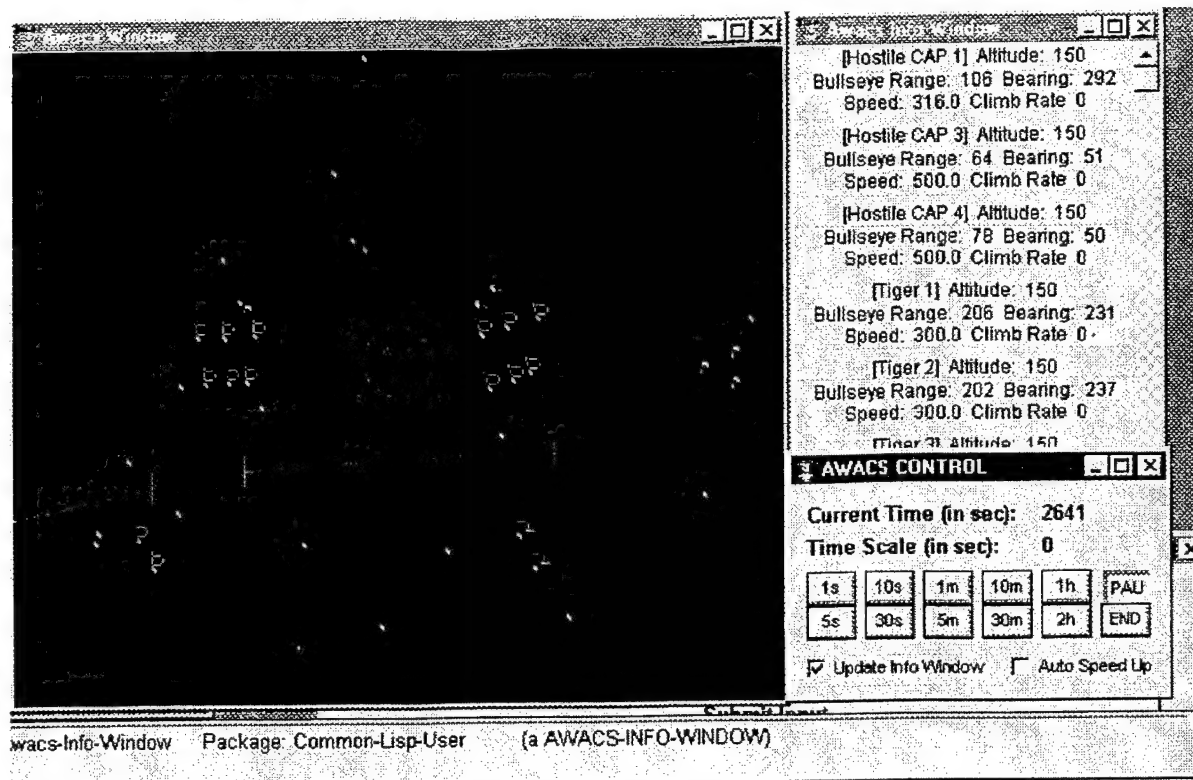 Awacs Window
Awacs Info Window
[Hostile CAP 1] Altitude: 150
Bullseye Range: 106 Bearing: 292
Speed: 316.0 Climb Rate 0
[Hostile CAP 3] Altitude: 150
Bullseye Range: 64 Bearing: 51
Speed: 500.0 Climb Rate 0
[Hostile CAP 4] Altitude: 150
Bullseye Range: 78 Bearing: 50
Speed: 500.0 Climb Rate 0
[Tiger 1] Altitude: 150
Bullseye Range: 206 Bearing: 231
Speed: 300.0 Climb Rate 0
[Tiger 2] Altitude: 150
Bullseye Range: 202 Bearing: 237
Speed: 300.0 Climb Rate 0
[Tiger 3] Altitude: 150
AWACS CONTROL
Current Time (in sec): 2641
Time Scale (in sec): 0
1s 10s 1m 10m 1h PAU
5s 30s 5m 30m 2h END
Update Info Window Auto Speed Up
Submit Input
wacs-Info-Window Package: Common-Lisp-User (a AWACS-INFO-WINDOW)